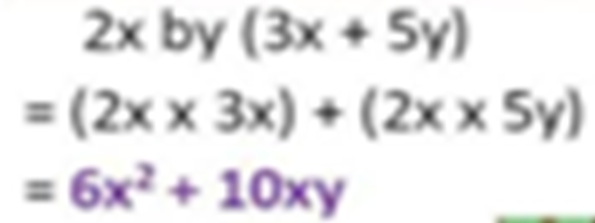 2x by (3x + 5y)
= (2x x 3x) + (2x x 5y)
= 6x² + 10xy